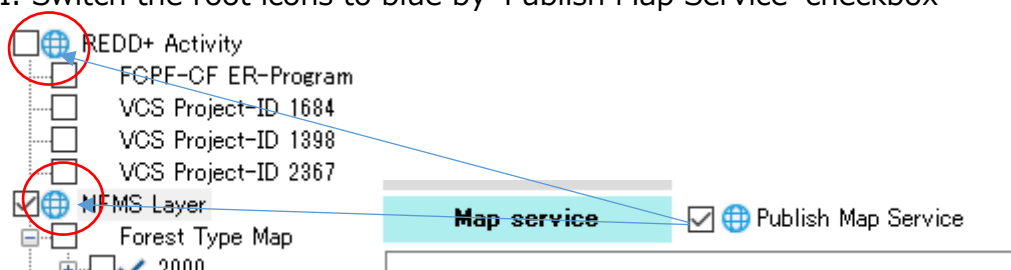 1. Switch the root icons to blue by "Publish Map Service" checkbox
REDD+ Activity
FCPF-CF ER-Program
VCS Project-ID 1684
VCS Project-ID 1398
VCS Project-ID 2367
NFMS Layer
Map service
Publish Map Service
Forest Type Map
2000